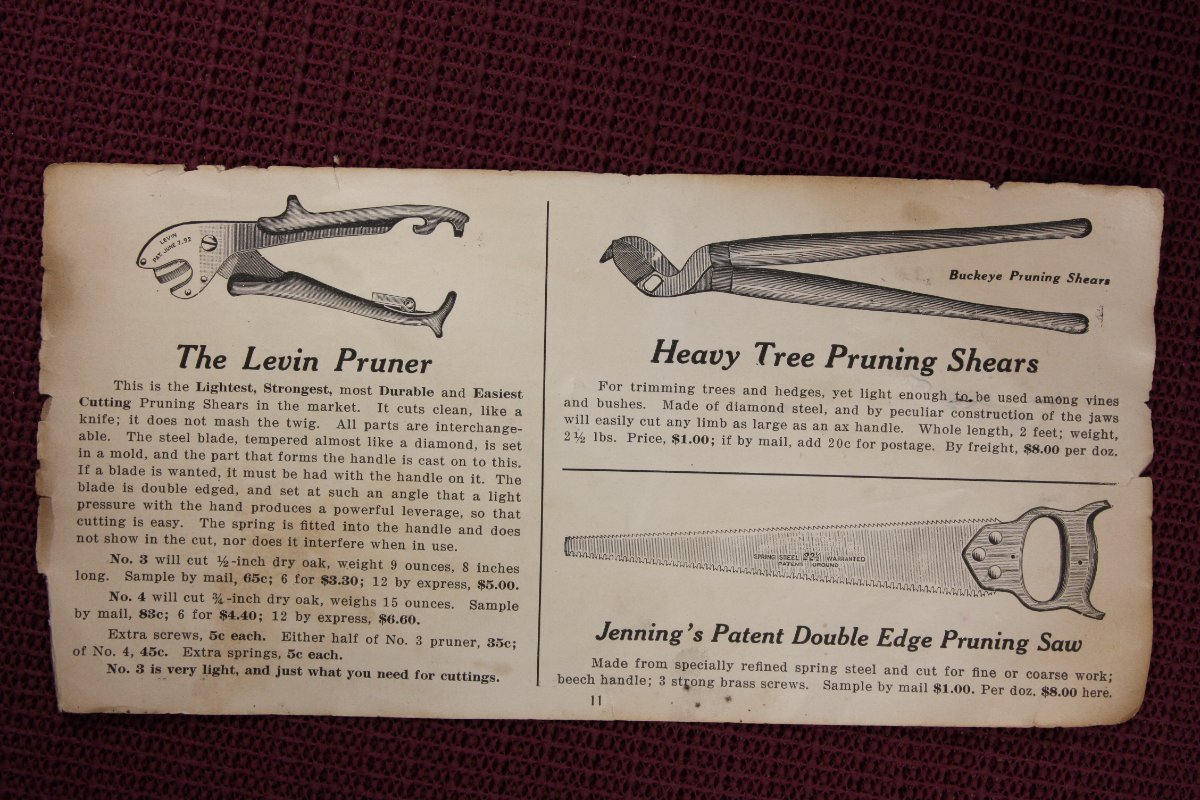 LEVIN
PAT. JUNE 7, 92
The Levin Pruner
This is the Lightest, Strongest, most Durable and Easiest
Cutting Pruning Shears in the market. It cuts clean, like a
knife; it does not mash the twig. All parts are interchange-
able. The steel blade, tempered almost like a diamond, is set
in a mold, and the part that forms the handle is cast on to this.
If a blade is wanted, it must be had with the handle on it. The
blade is double edged, and set at such an angle that a light
pressure with the hand produces a powerful leverage, so that
cutting is easy. The spring is fitted into the handle and does
not show in the cut, nor does it interfere when in use.
No. 3 will cut ½-inch dry oak, weight 9 ounces, 8 inches
long. Sample by mail, 65c; 6 for $3.30; 12 by express, $5.00.
No. 4 will cut ¾-inch dry oak, weighs 15 ounces. Sample
by mail, 83c; 6 for $4.40; 12 by express, $6.60.
Extra screws, 5c each. Either half of No. 3 pruner, 35c;
of No. 4, 45c. Extra springs, 5c each.
No. 3 is very light, and just what you need for cuttings.
Buckeye Pruning Shears
Heavy Tree Pruning Shears
For trimming trees and hedges, yet light enough to be used among vines
and bushes. Made of diamond steel, and by peculiar construction of the jaws
will easily cut any limb as large as an ax handle. Whole length, 2 feet; weight,
2½ lbs. Price, $1.00; if by mail, add 20c for postage. By freight, $8.00 per doz.
SPRING STEEL 22½ WARRANTED
PATENT GROUND
Jenning's Patent Double Edge Pruning Saw
Made from specially refined spring steel and cut for fine or coarse work;
beech handle; 3 strong brass screws. Sample by mail $1.00. Per doz. $8.00 here.
11